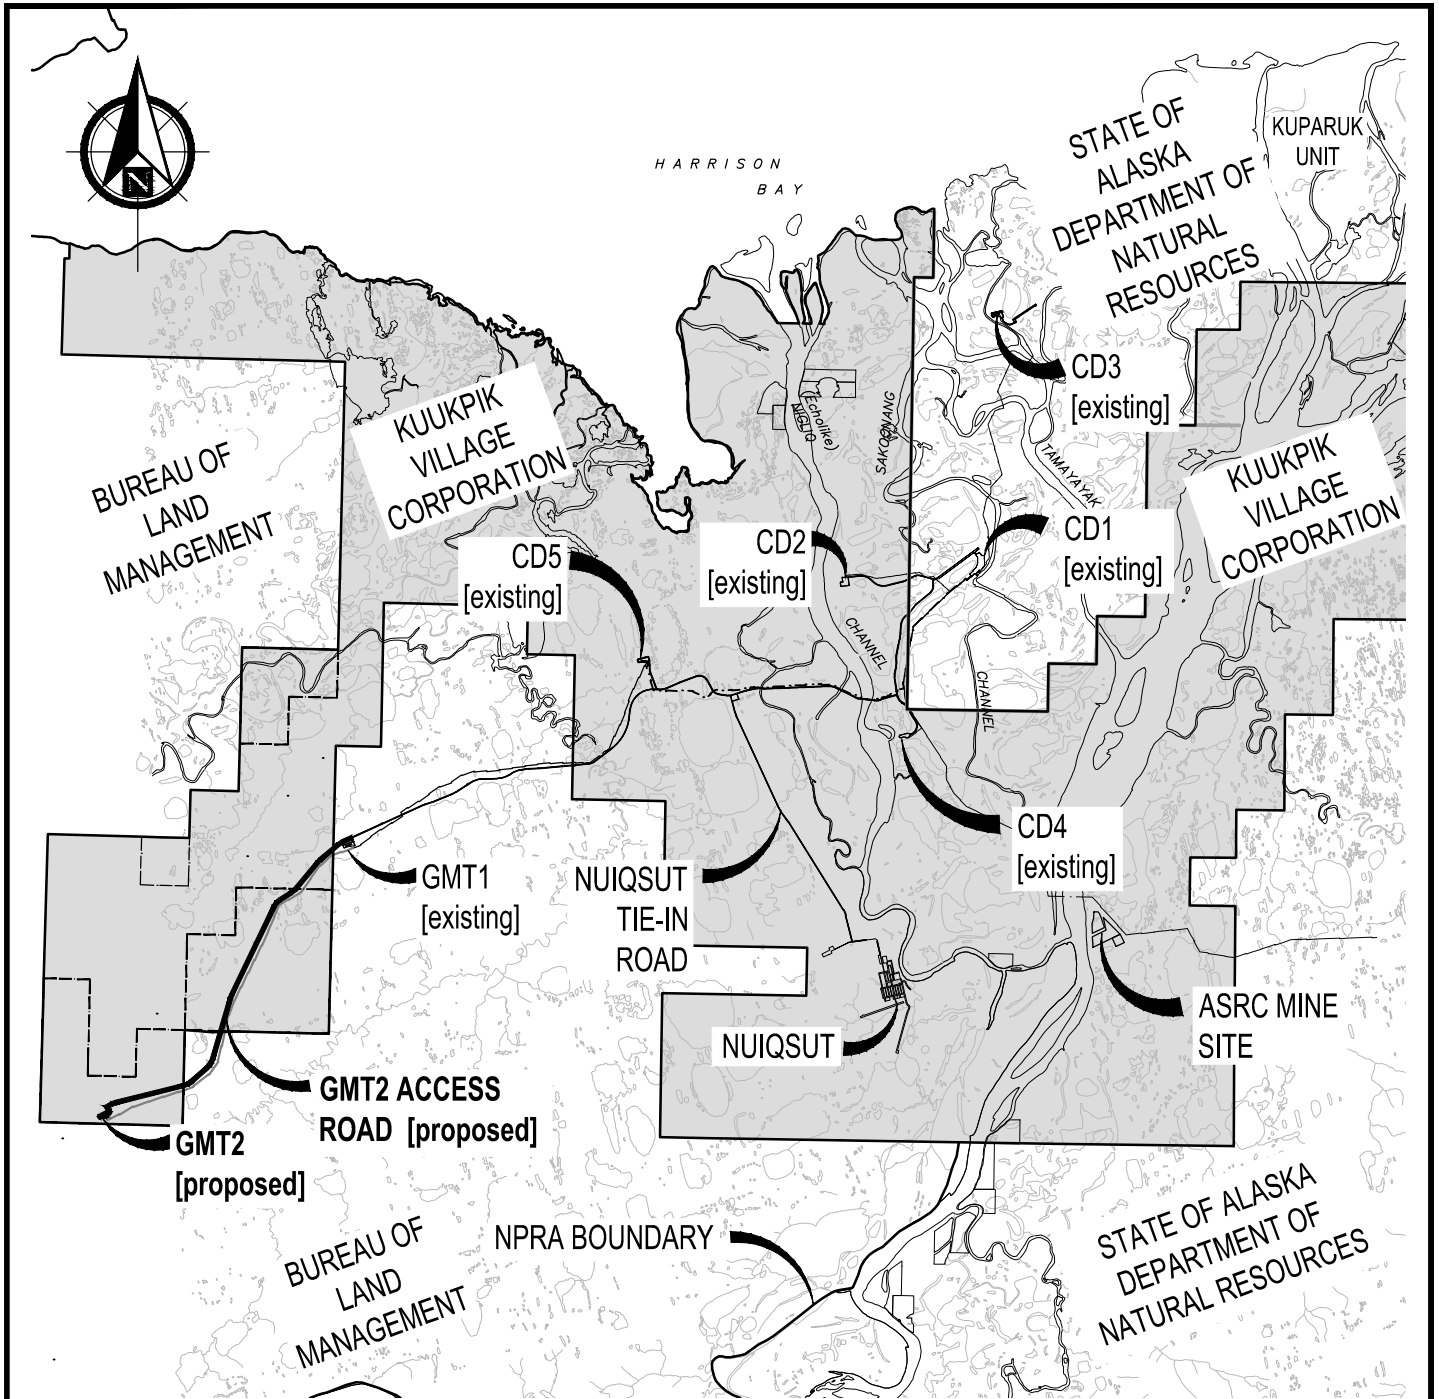 HARRISON
BAY
STATE OF
ALASKA
DEPARTMENT OF
NATURAL
RESOURCES
KUPARUK
UNIT
N
CD3
[existing]
KUUKPIK
VILLAGE
CORPORATION
BUREAU OF
LAND
MANAGEMENT
(Echolike)
NIGLIQ
SAKOONANG
TAMAYAYAK
KUUKPIK
VILLAGE
CORPORATION
CD5
[existing]
CD2
[existing]
CD1
[existing]
CHANNEL
CHANNEL
CD4
[existing]
GMT1
[existing]
NUIQSUT
TIE-IN
ROAD
ASRC MINE
SITE
NUIQSUT
GMT2 ACCESS
ROAD [proposed]
GMT2
[proposed]
NPRA BOUNDARY
BUREAU OF
LAND
MANAGEMENT
STATE OF ALASKA
DEPARTMENT OF
NATURAL RESOURCES